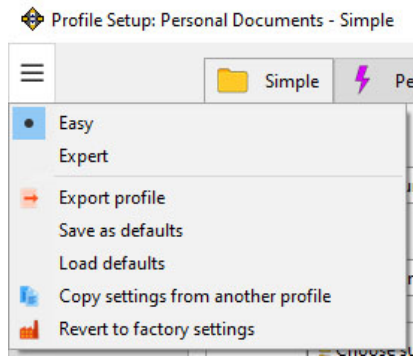 Profile Setup: Personal Documents - Simple
Simple
Easy
Expert
Export profile
Save as defaults
Load defaults
Copy settings from another profile
Revert to factory settings